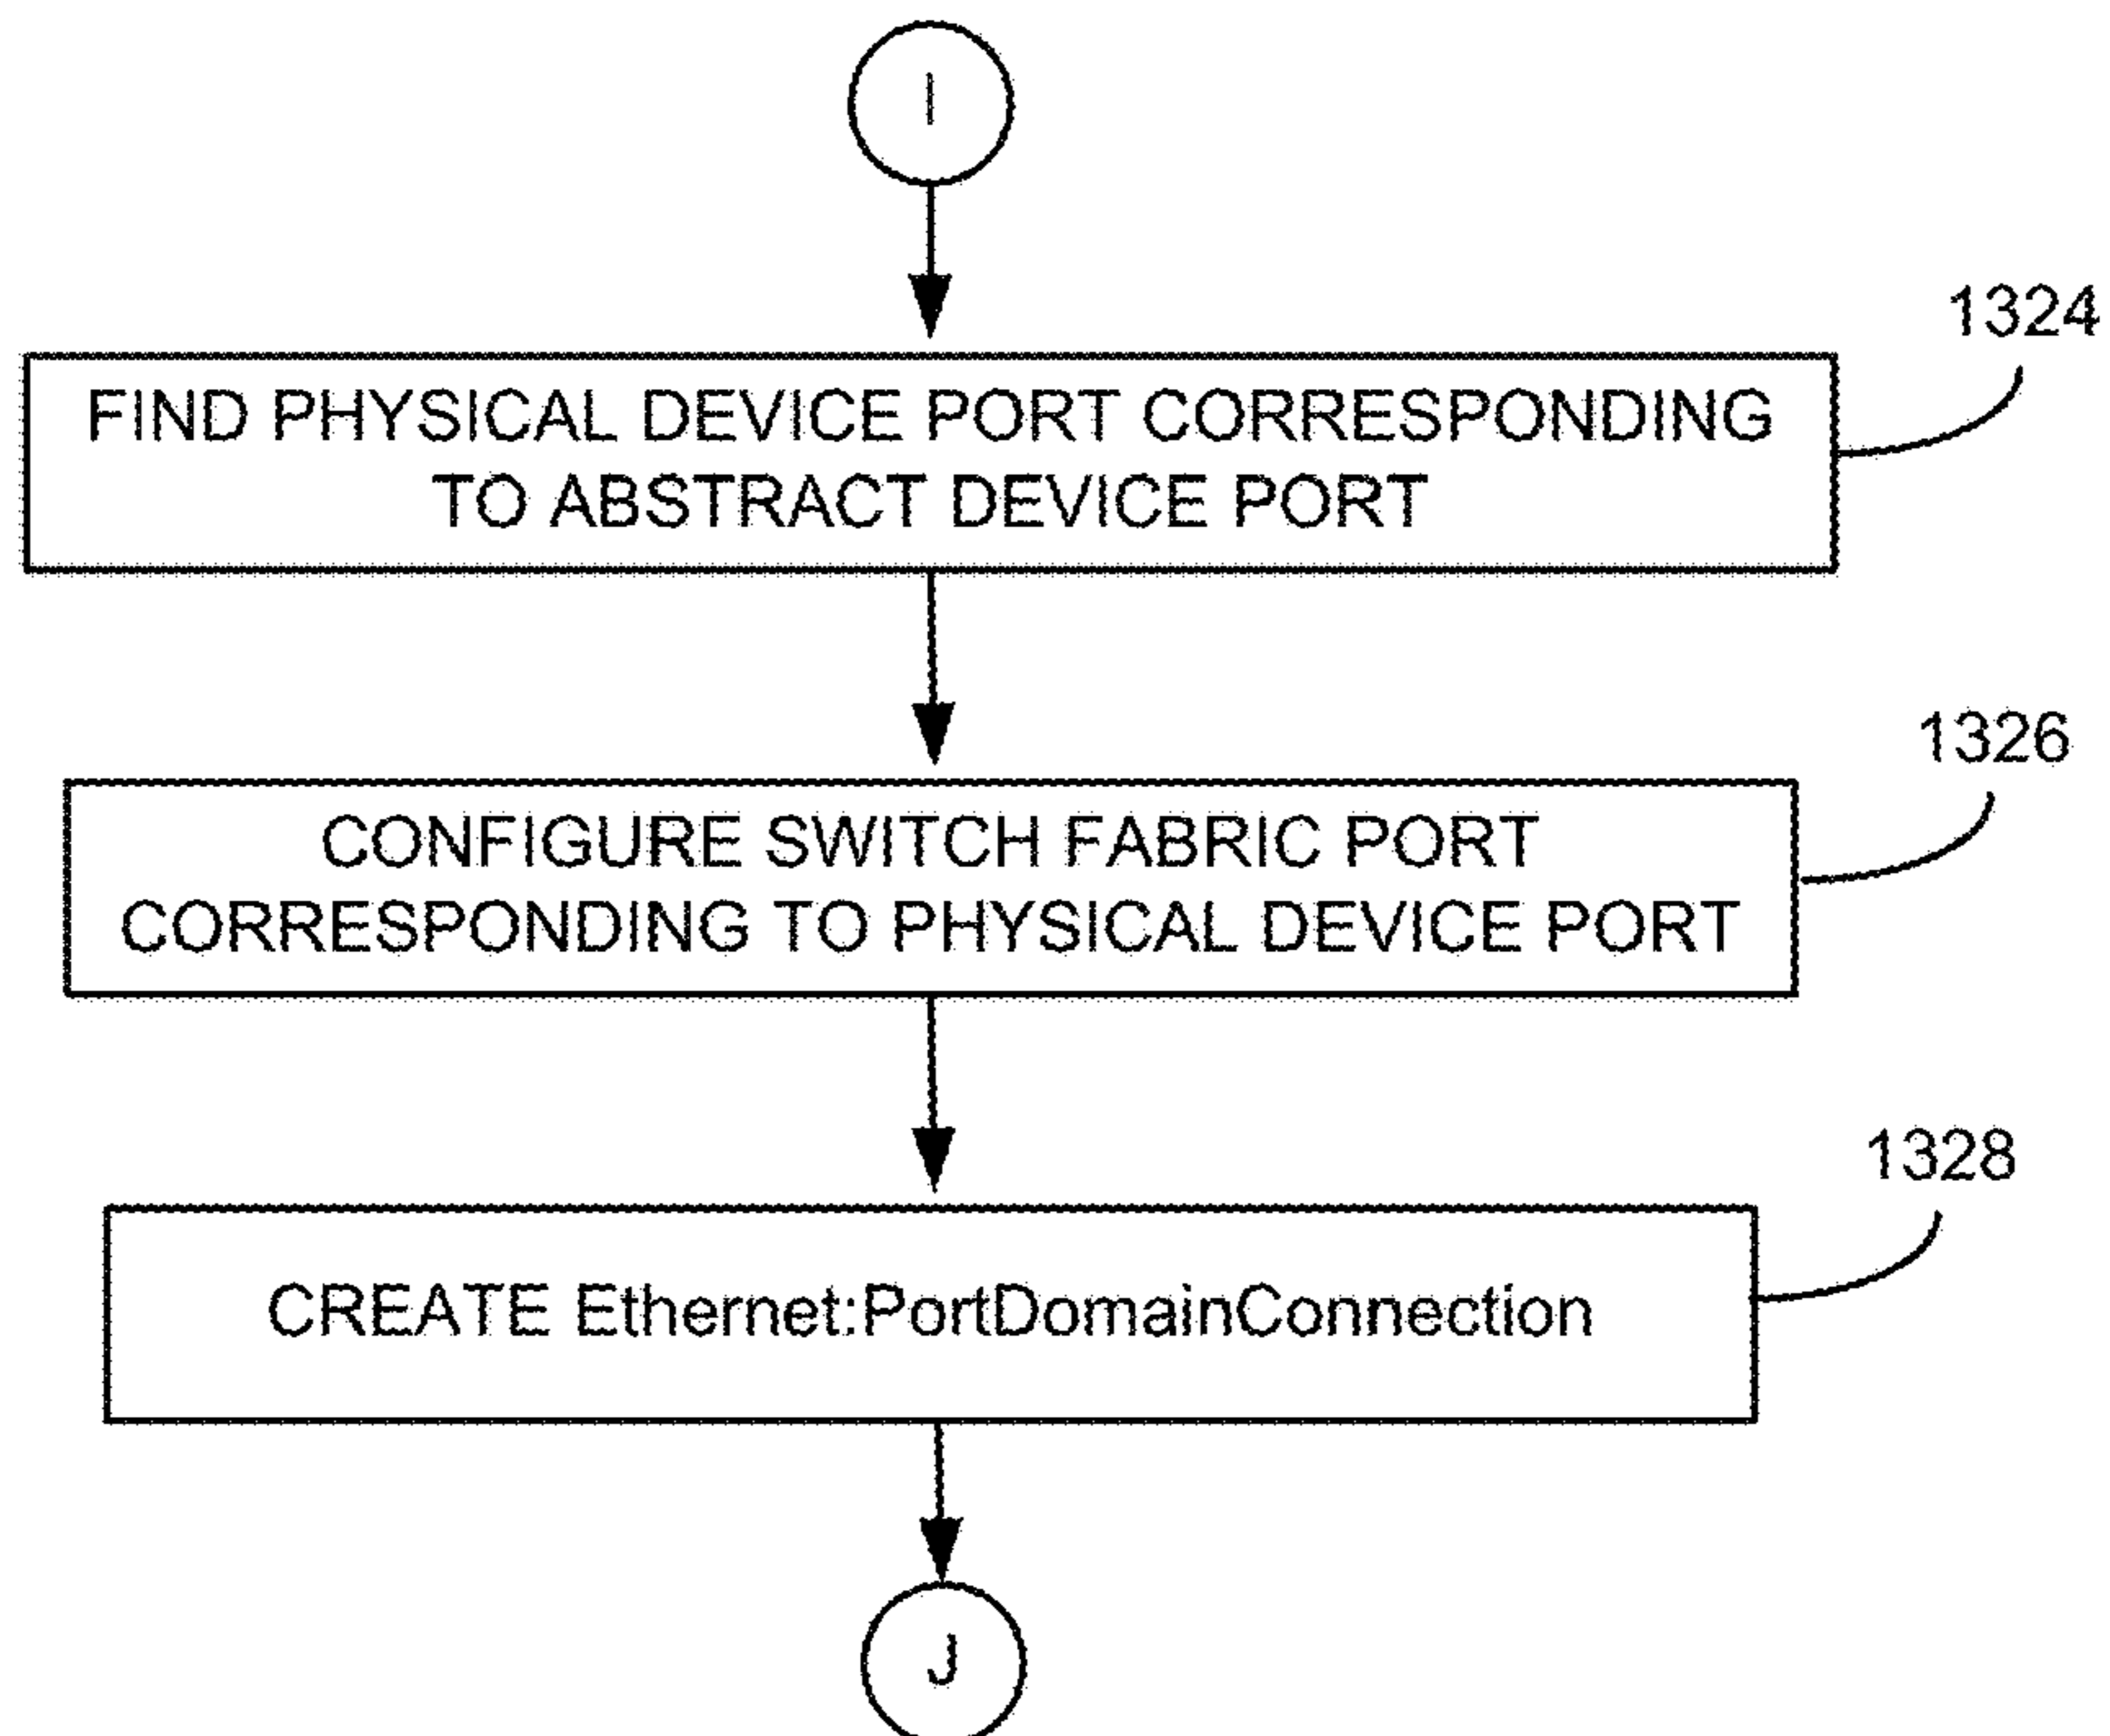 I
1324
FIND PHYSICAL DEVICE PORT CORRESPONDING
TO ABSTRACT DEVICE PORT
1326
CONFIGURE SWITCH FABRIC PORT
CORRESPONDING TO PHYSICAL DEVICE PORT
1328
CREATE Ethernet:PortDomainConnection
J